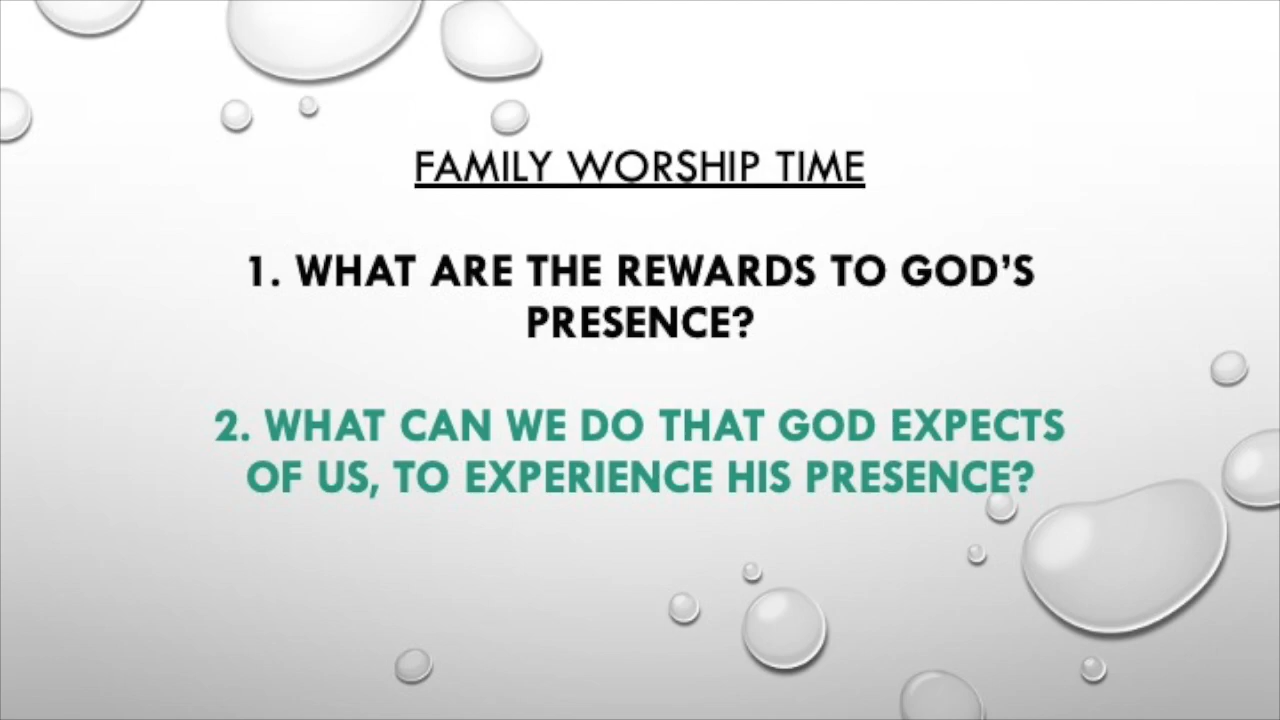 FAMILY WORSHIP TIME
1. WHAT ARE THE REWARDS TO GOD’S
PRESENCE?
2. WHAT CAN WE DO THAT GOD EXPECTS
OF US, TO EXPERIENCE HIS PRESENCE?